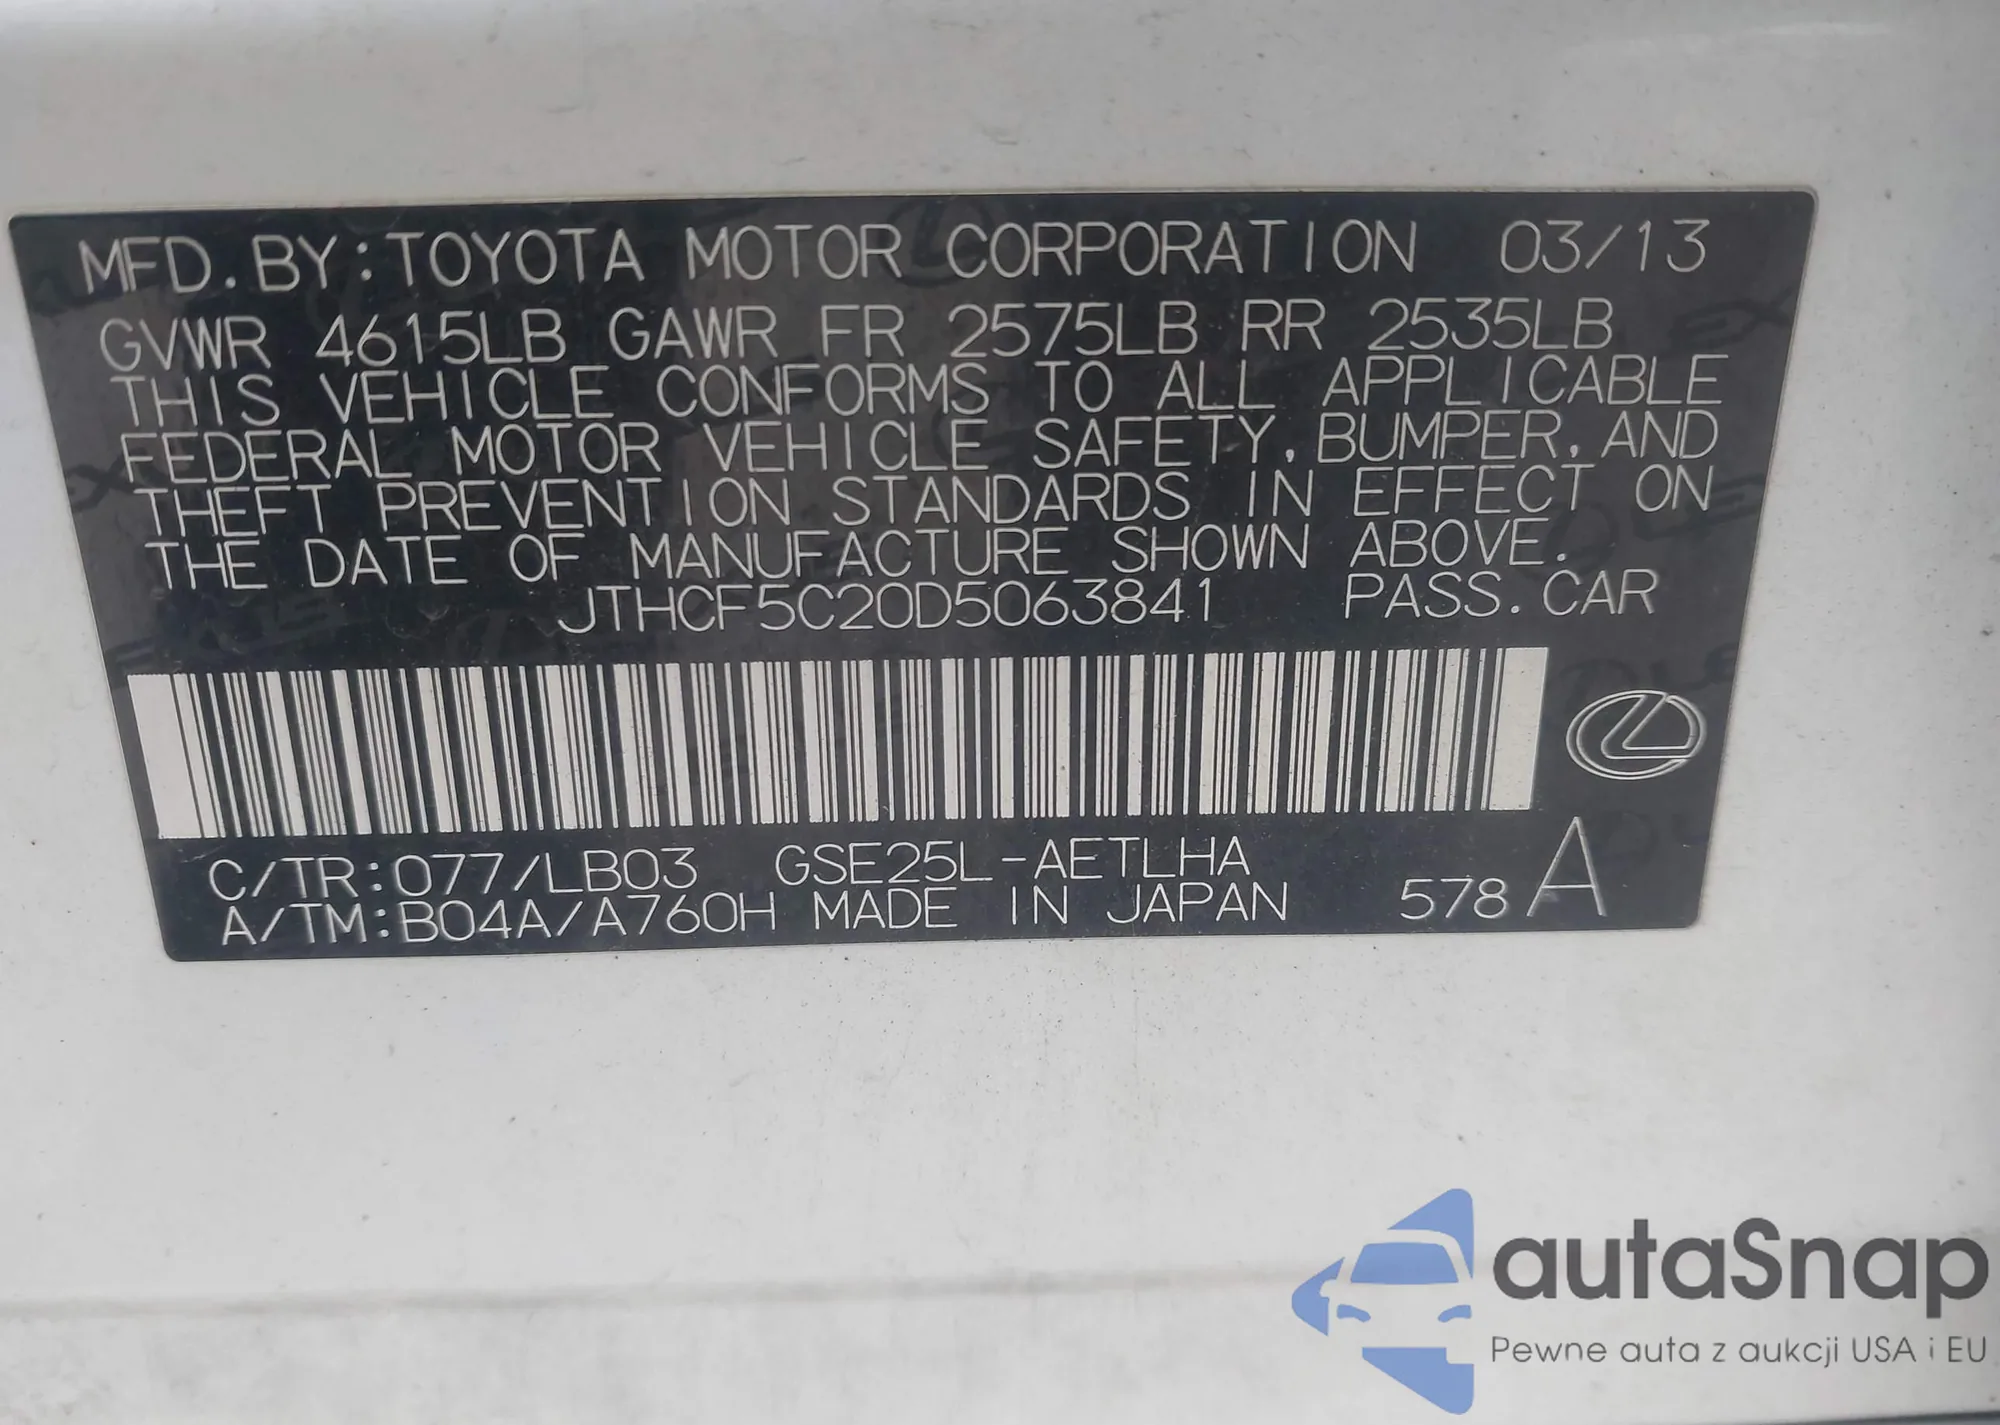 MFD. BY: TOYOTA MOTOR CORPORATION 03/13
GVWR 4615LB GAWR FR 2575LB RR 2535LB
THIS VEHICLE CONFORMS TO ALL APPLICABLE
FEDERAL MOTOR VEHICLE SAFETY, BUMPER, AND
THEFT PREVENTION STANDARDS IN EFFECT ON
THE DATE OF MANUFACTURE SHOWN ABOVE.
JTHCF5C20D5063841 PASS. CAR
C/TR: 077/LB03 GSE25L-AETLHA
A/TM: B04A/A760H MADE IN JAPAN 578 A
autaSnap
Pewne auta z aukcji USA i EU